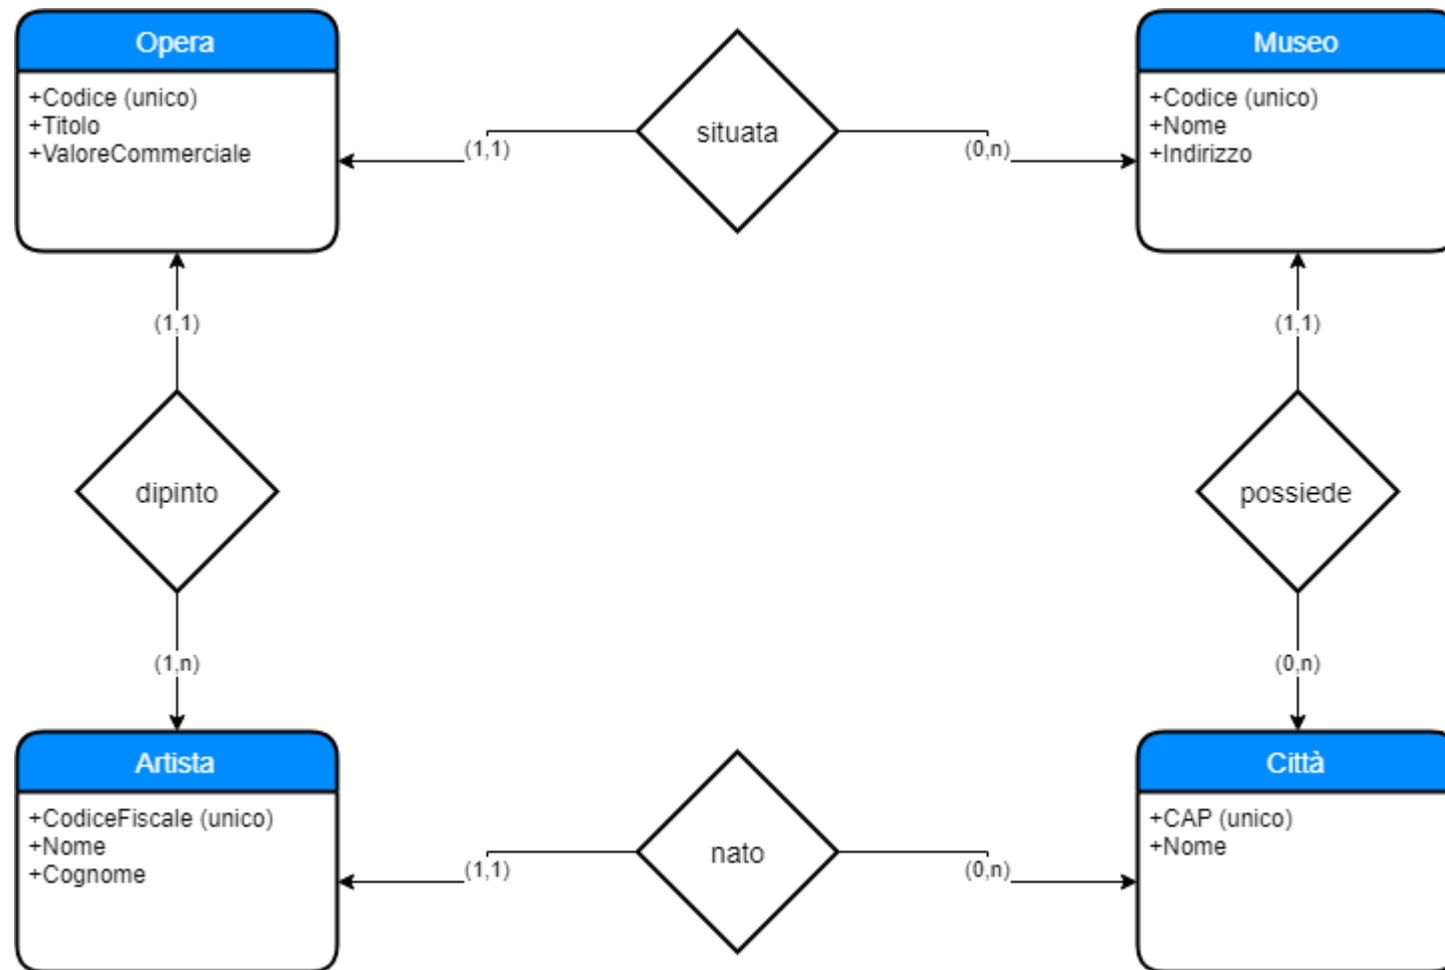 Opera
+Codice (unico)
+Titolo
+ValoreCommerciale
(1,1)
situata
(0,n)
Museo
+Codice (unico)
+Nome
+Indirizzo
(1,1)
(1,1)
dipinto
possiede
(1,n)
(0,n)
Artista
+CodiceFiscale (unico)
+Nome
+Cognome
(1,1)
nato
(0,n)
Città
+CAP (unico)
+Nome